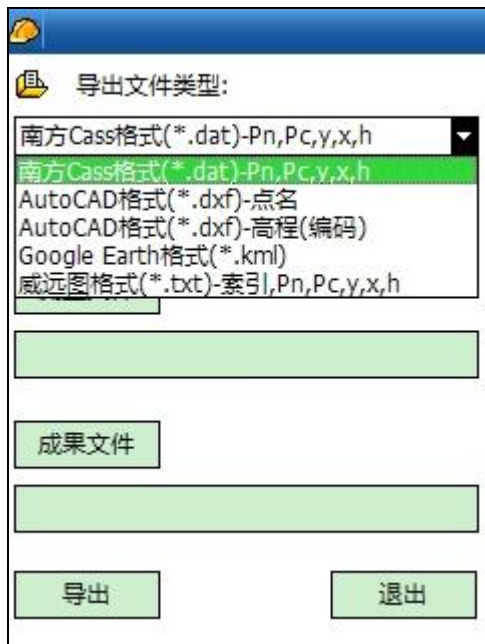 导出文件类型:
南方Cass格式(*.dat)-Pn,Pc,y,x,h
南方Cass格式(*.dat)-Pn,Pc,y,x,h
AutoCAD格式(*.dxf)-点名
AutoCAD格式(*.dxf)-高程(编码)
Google Earth格式(*.kml)
威远图格式(*.txt)-索引,Pn,Pc,y,x,h
成果文件
导出
退出